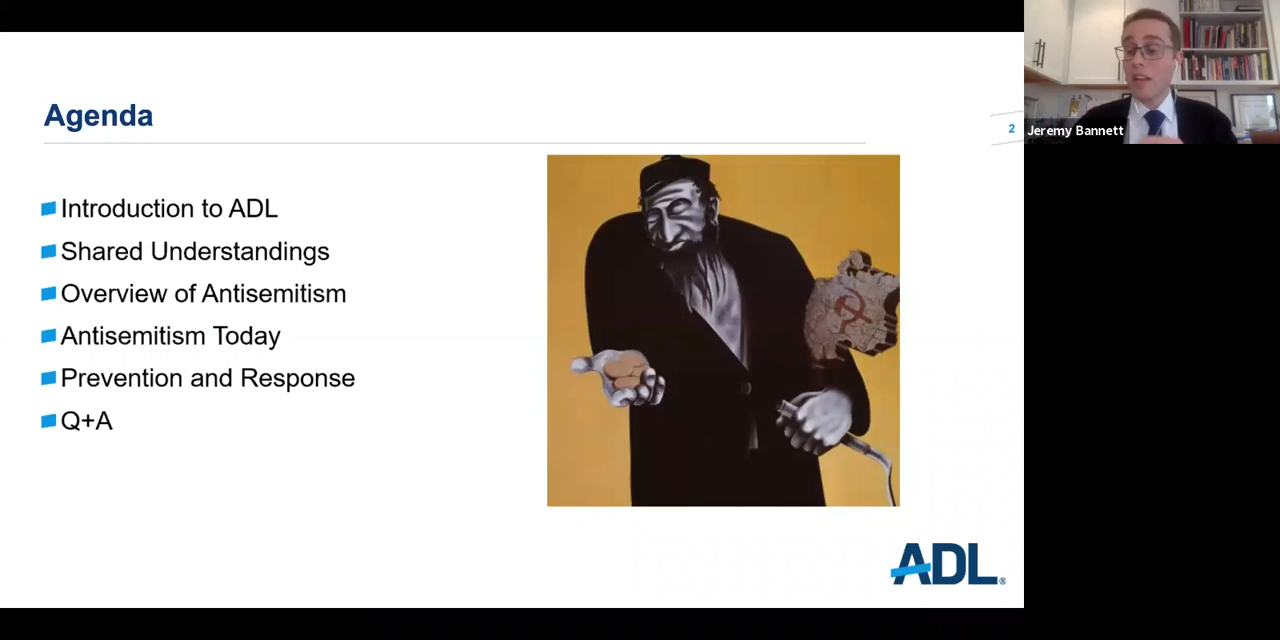 Agenda
2
Introduction to ADL
Shared Understandings
Overview of Antisemitism
Antisemitism Today
Prevention and Response
Q+A
ADL®
Jeremy Bannett